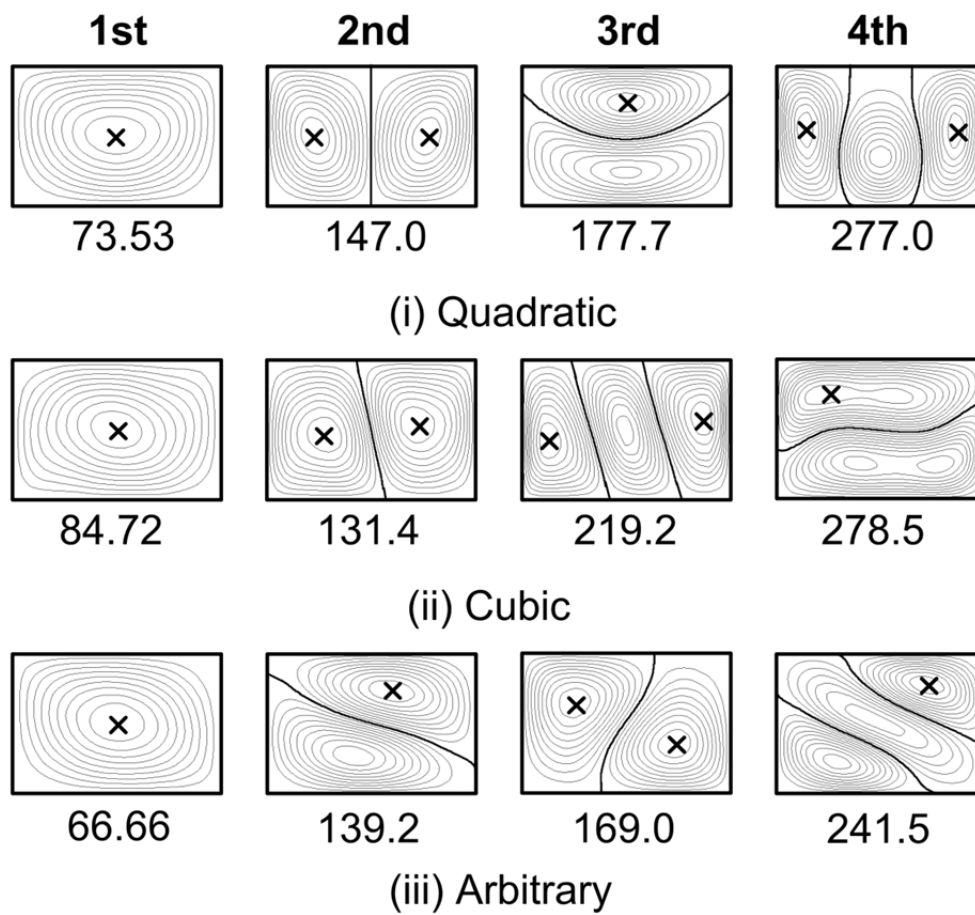 1st 2nd 3rd 4th
73.53 147.0 177.7 277.0
(i) Quadratic
84.72 131.4 219.2 278.5
(ii) Cubic
66.66 139.2 169.0 241.5
(iii) Arbitrary